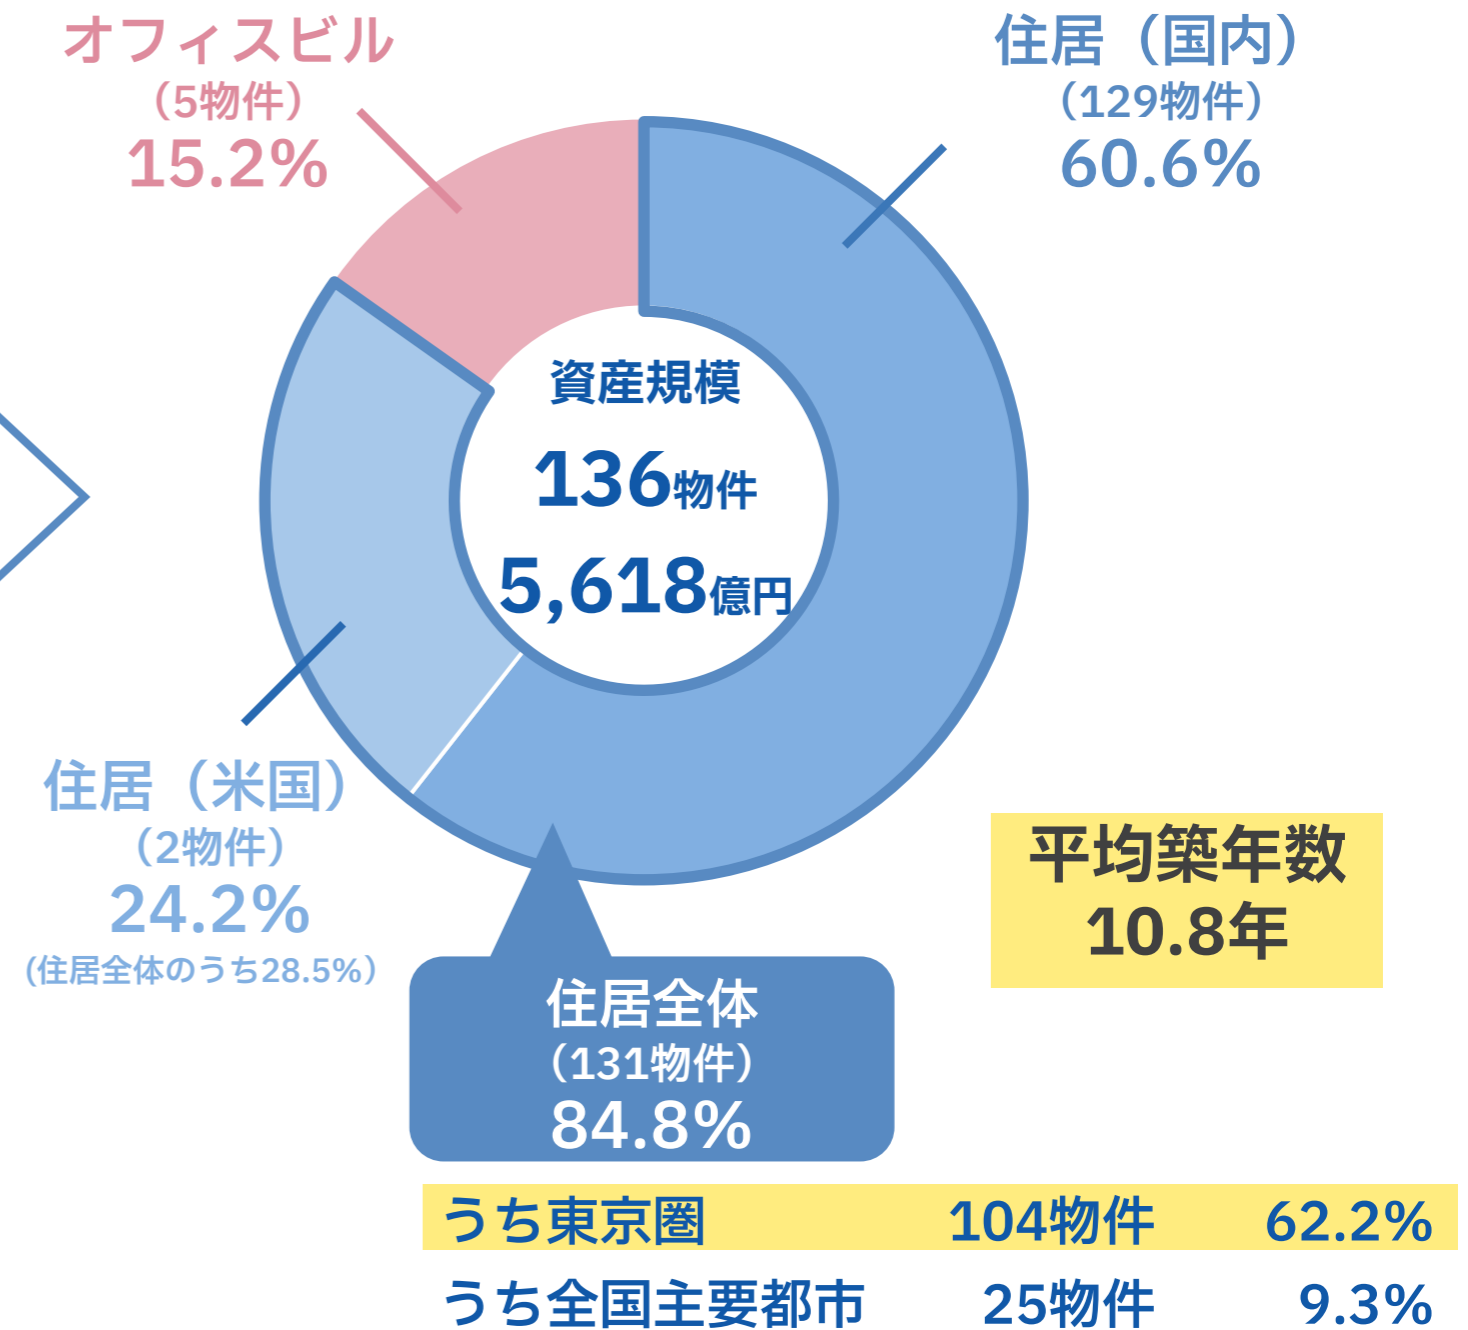 オフィスビル
（5物件）
15.2%
住居（国内）
（129物件）
60.6%
資産規模
136物件
5,618億円
住居（米国）
（2物件）
24.2%
(住居全体のうち28.5%）
平均築年数
10.8年
住居全体
（131物件）
84.8%
うち東京圏 104物件 62.2%
うち全国主要都市 25物件 9.3%